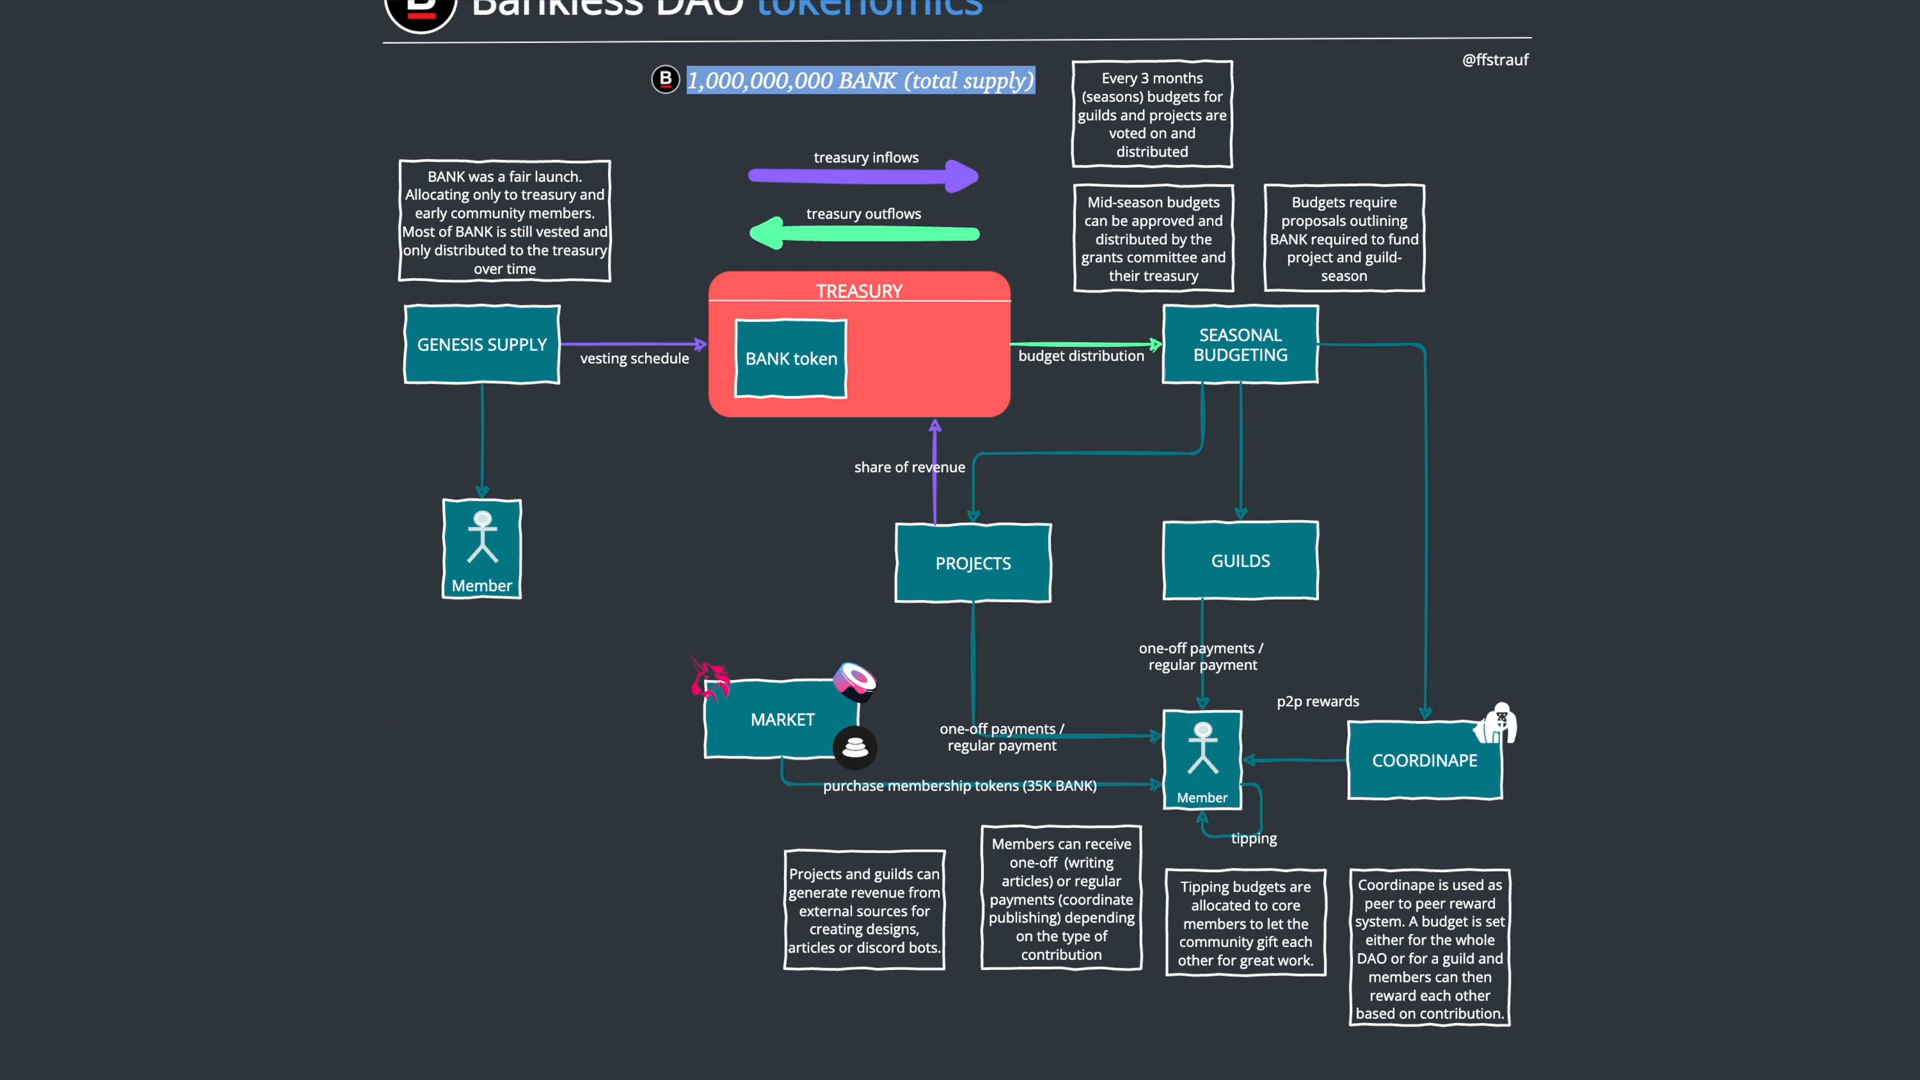 Bankless DAO tokenomics
@ffstrauf
B 1,000,000,000 BANK (total supply)
Every 3 months
(seasons) budgets for
guilds and projects are
voted on and
distributed
treasury inflows
treasury outflows
BANK was a fair launch.
Allocating only to treasury and
early community members.
Most of BANK is still vested and
only distributed to the treasury
over time
Mid-season budgets
can be approved and
distributed by the
grants committee and
their treasury
Budgets require
proposals outlining
BANK required to fund
project and guild-
season
GENESIS SUPPLY
vesting schedule
TREASURY
BANK token
budget distribution
SEASONAL
BUDGETING
share of revenue
Member
PROJECTS
GUILDS
one-off payments /
regular payment
p2p rewards
MARKET
one-off payments /
regular payment
purchase membership tokens (35K BANK)
Member
COORDINAPE
tipping
Projects and guilds can
generate revenue from
external sources for
creating designs,
articles or discord bots.
Members can receive
one-off (writing
articles) or regular
payments (coordinate
publishing) depending
on the type of
contribution
Tipping budgets are
allocated to core
members to let the
community gift each
other for great work.
Coordinape is used as
peer to peer reward
system. A budget is set
either for the whole
DAO or for a guild and
members can then
reward each other
based on contribution.